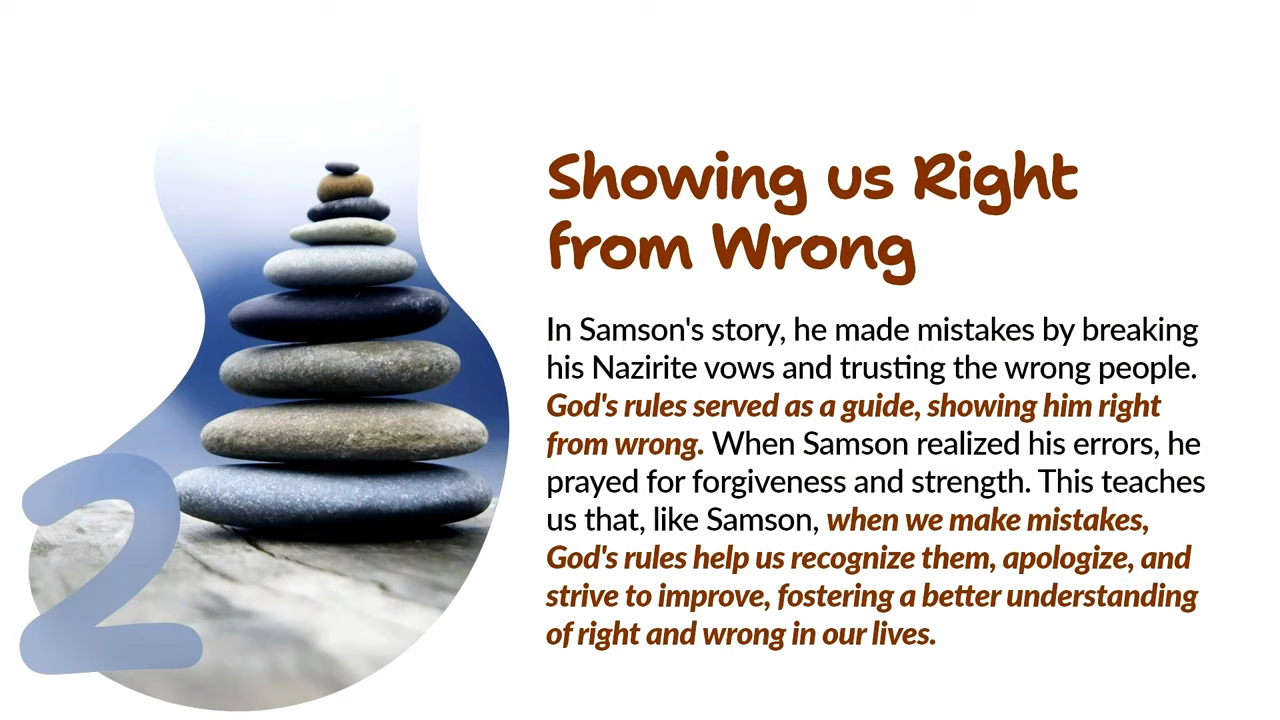 Showing us Right
from Wrong
In Samson's story, he made mistakes by breaking
his Nazirite vows and trusting the wrong people.
God's rules served as a guide, showing him right
from wrong. When Samson realized his errors, he
prayed for forgiveness and strength. This teaches
us that, like Samson, when we make mistakes,
God's rules help us recognize them, apologize, and
strive to improve, fostering a better understanding
of right and wrong in our lives.
2